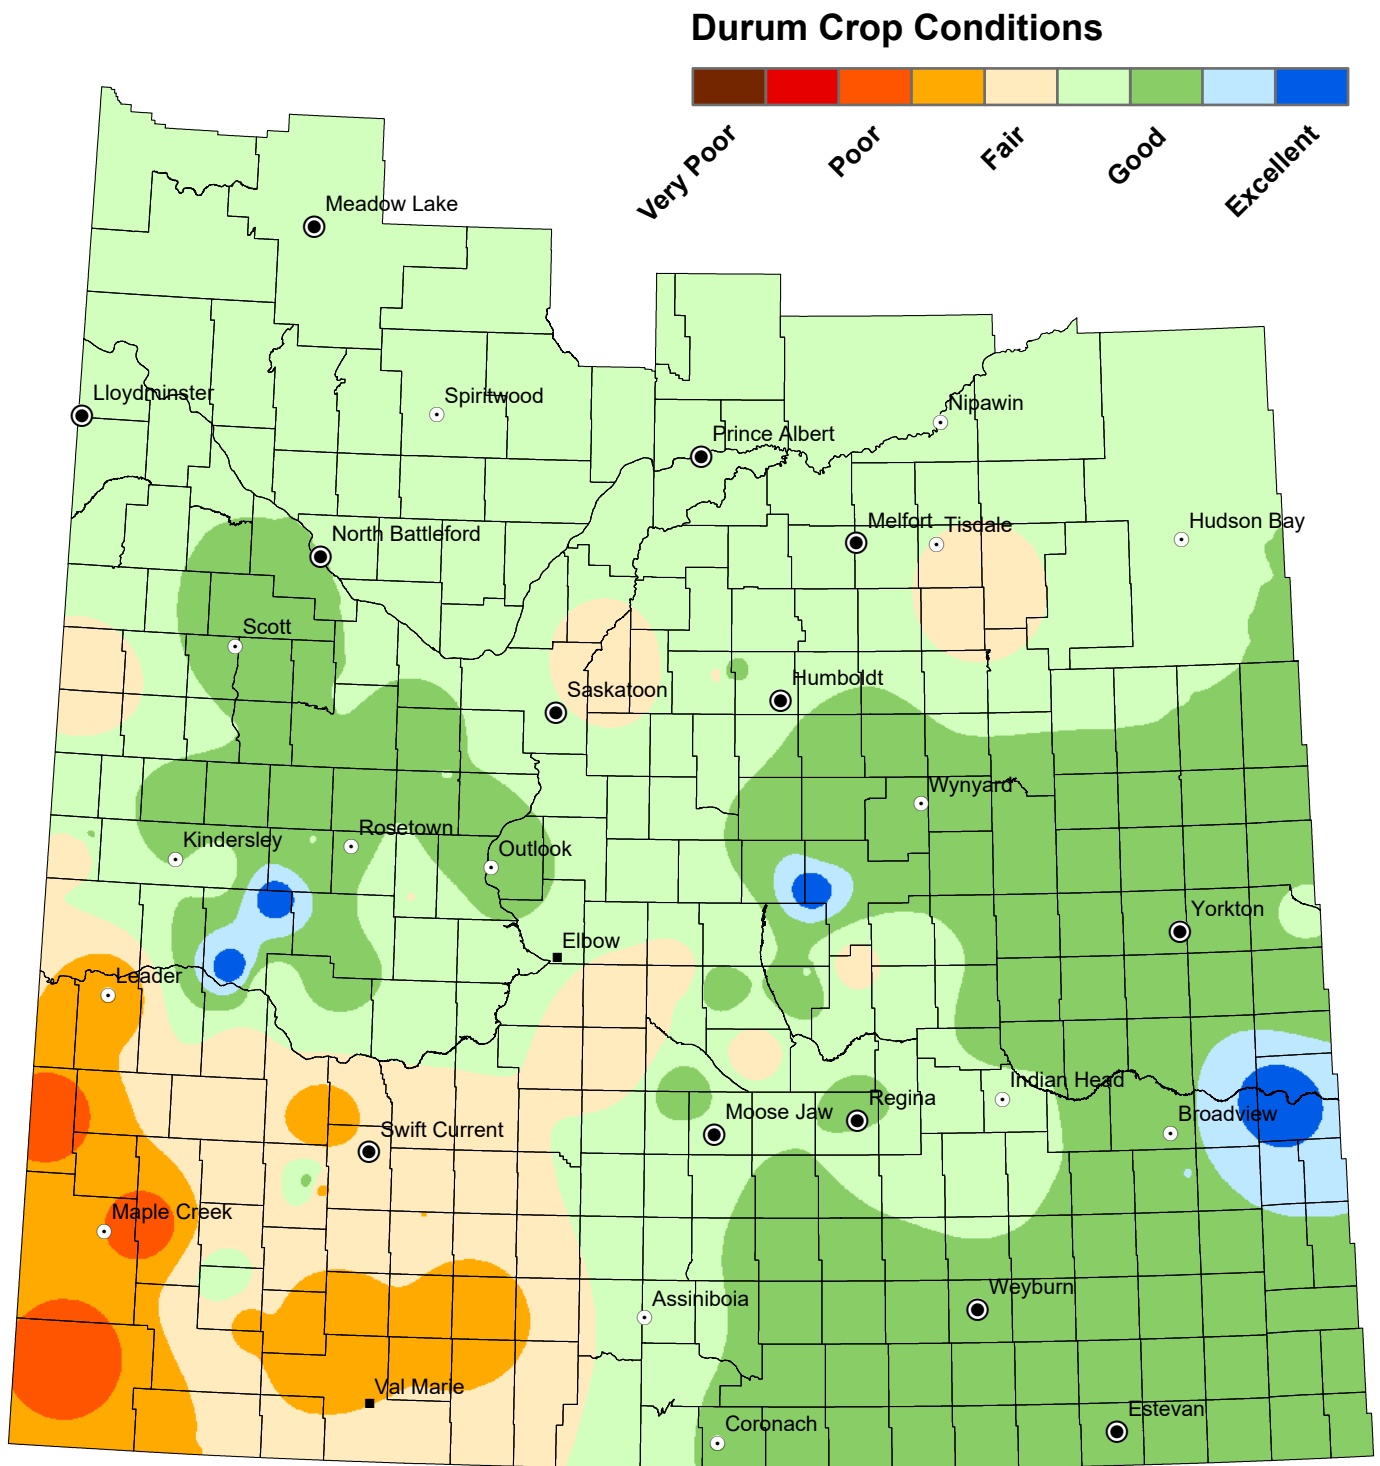 Durum Crop Conditions
Very Poor
Poor
Fair
Good
Excellent
Meadow Lake
Lloydminster
Spiritwood
Nipawin
Prince Albert
North Battleford
Melfort
Tisdale
Hudson Bay
Scott
Saskatoon
Humboldt
Wynyard
Kindersley
Rosetown
Outlook
Yorkton
Elbow
Leader
Indian Head
Regina
Moose Jaw
Broadview
Swift Current
Maple Creek
Assiniboia
Weyburn
Val Marie
Coronach
Estevan